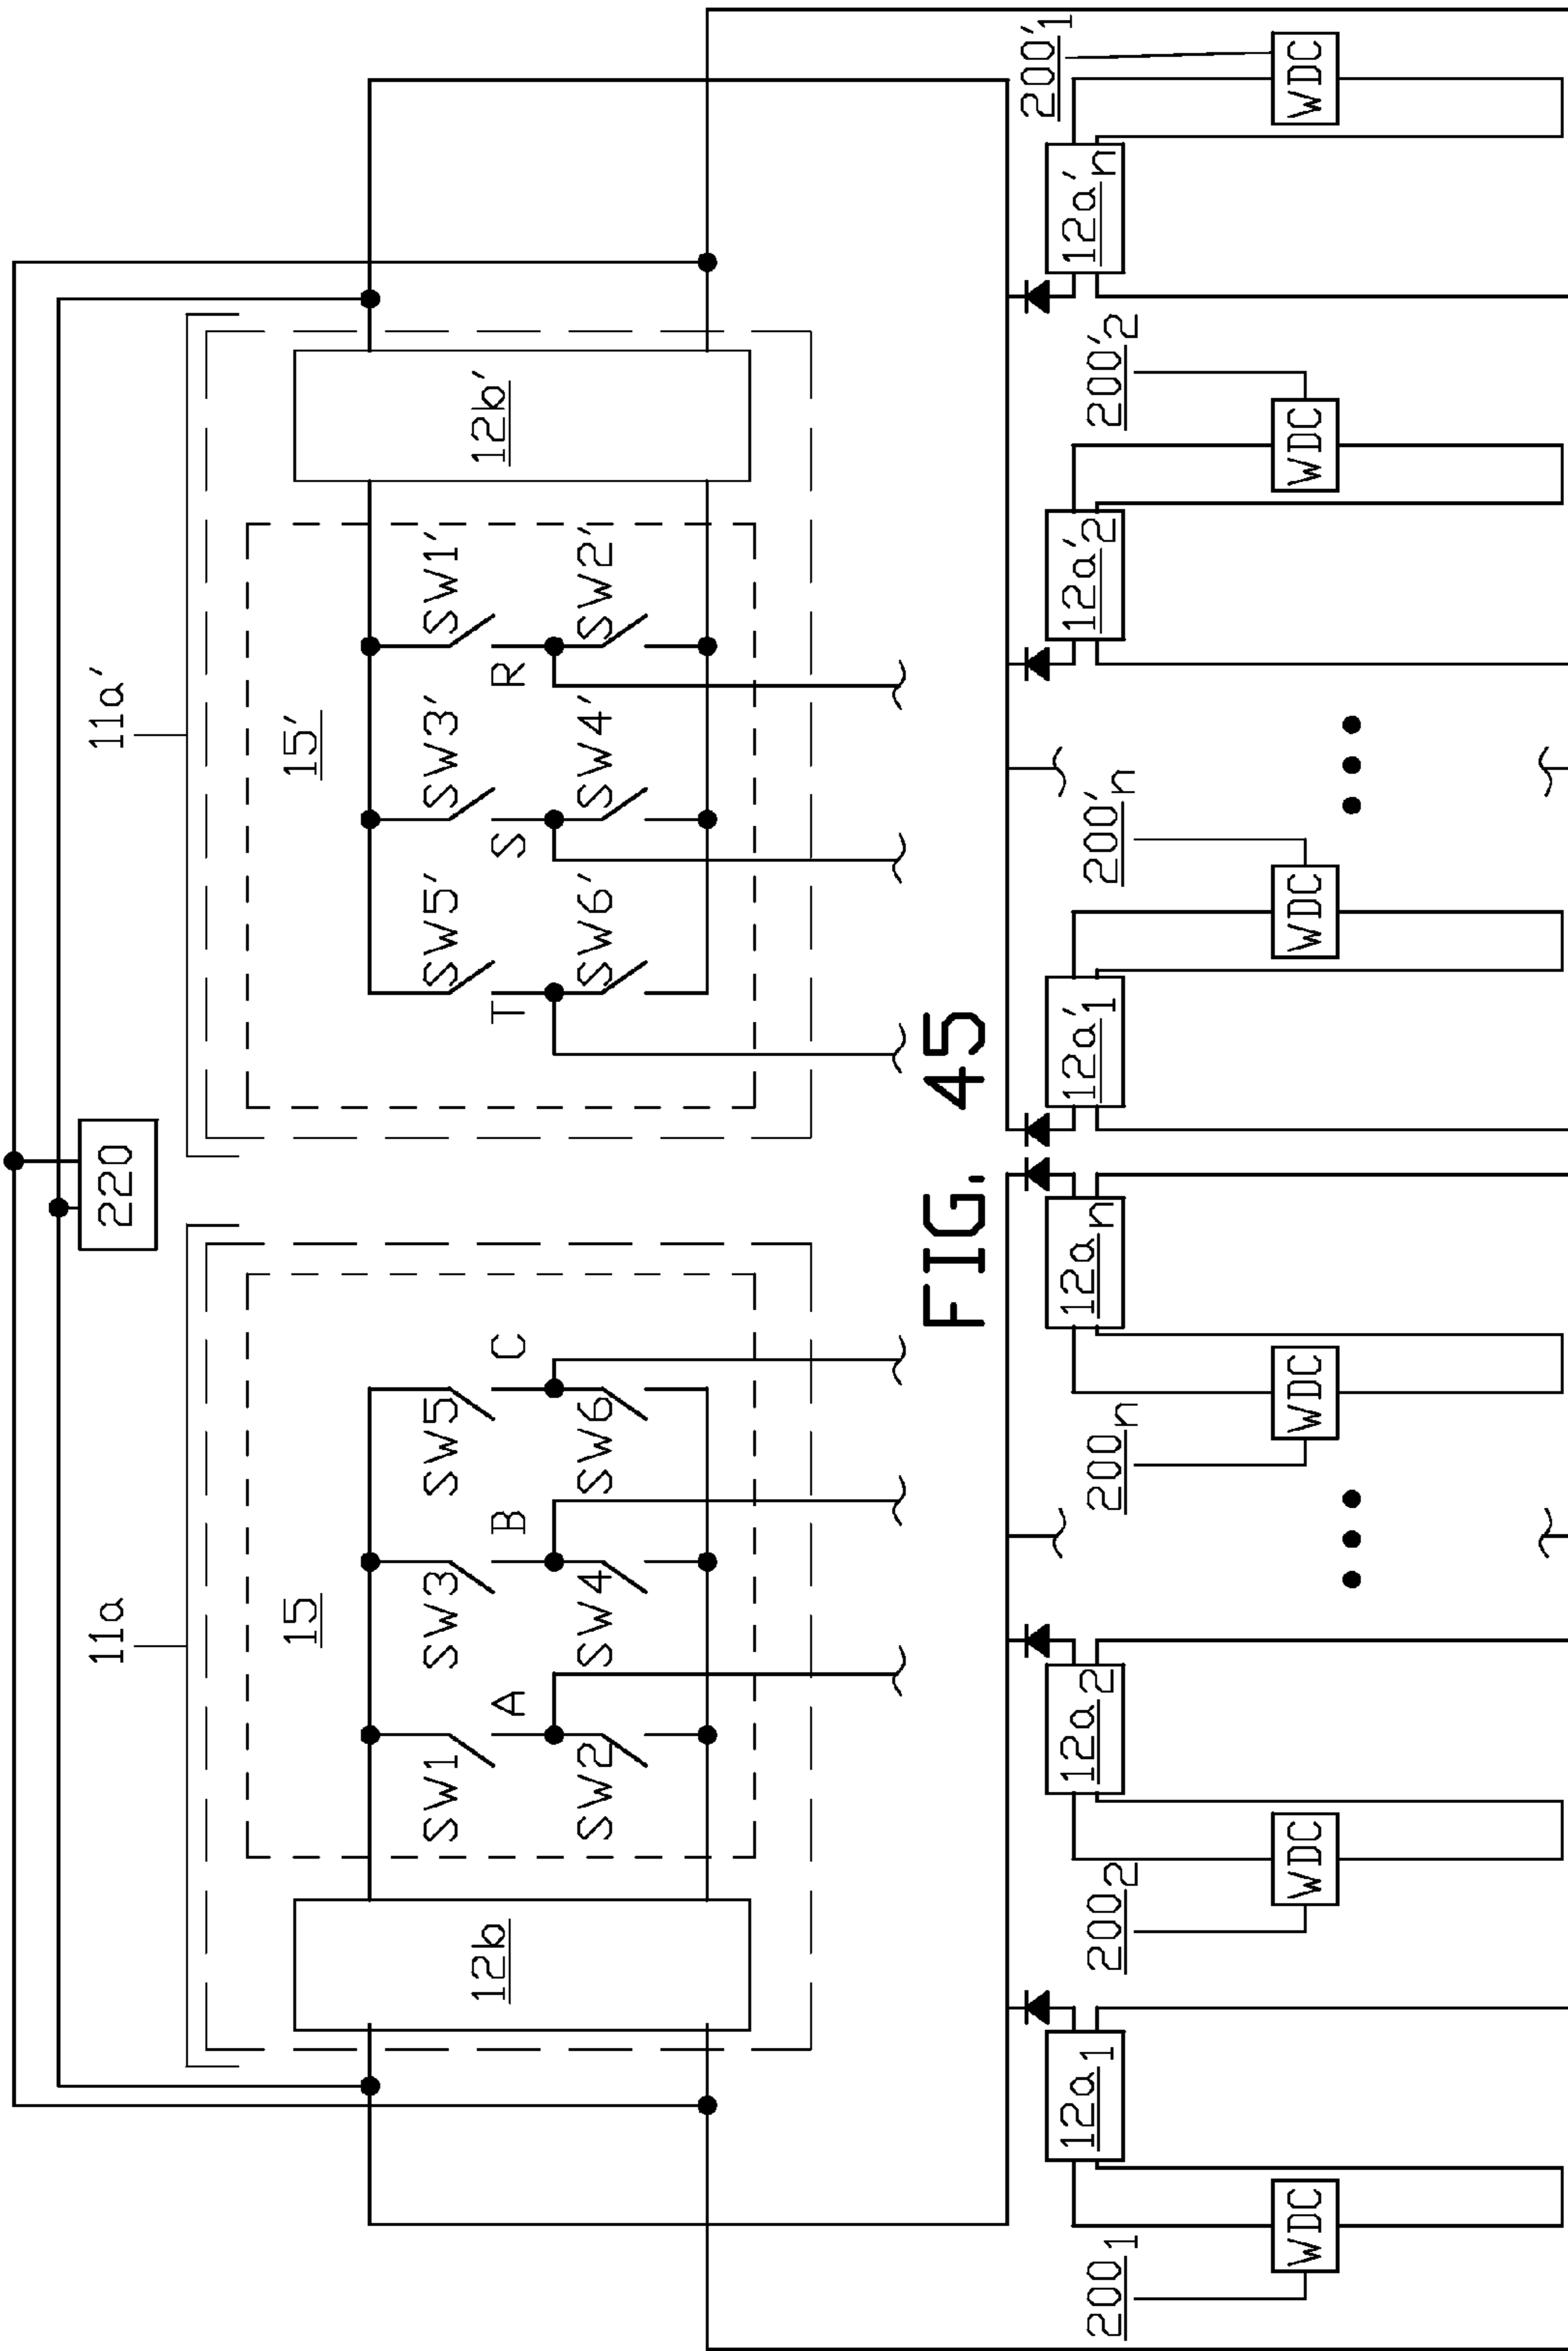 11a 220 11a'
15 15'
SW1 SW3 SW5 SW5' SW3' SW1'
12b A B C T S R 12b'
SW2 SW4 SW6 SW6' SW4' SW2'
FIG. 45
200'1
12a1 12a2 12an 12a'1 12a'2 12a'n
2001 2002 200n 200'n 200'2
WDC WDC WDC WDC WDC WDC